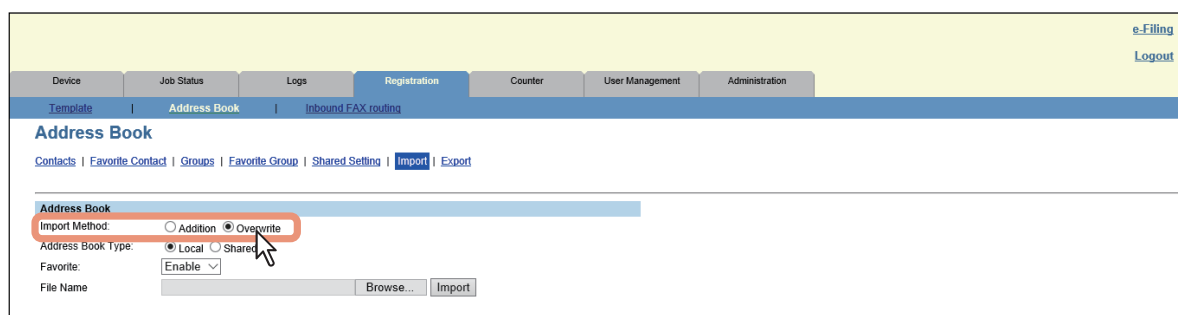 e-Filing
Logout
Device Job Status Logs Registration Counter User Management Administration
Template | Address Book | Inbound FAX routing
Address Book
Contacts | Favorite Contact | Groups | Favorite Group | Shared Setting | Import | Export
Address Book
Import Method: Addition Overwrite
Address Book Type: Local Shared
Favorite: Enable
File Name Browse... Import